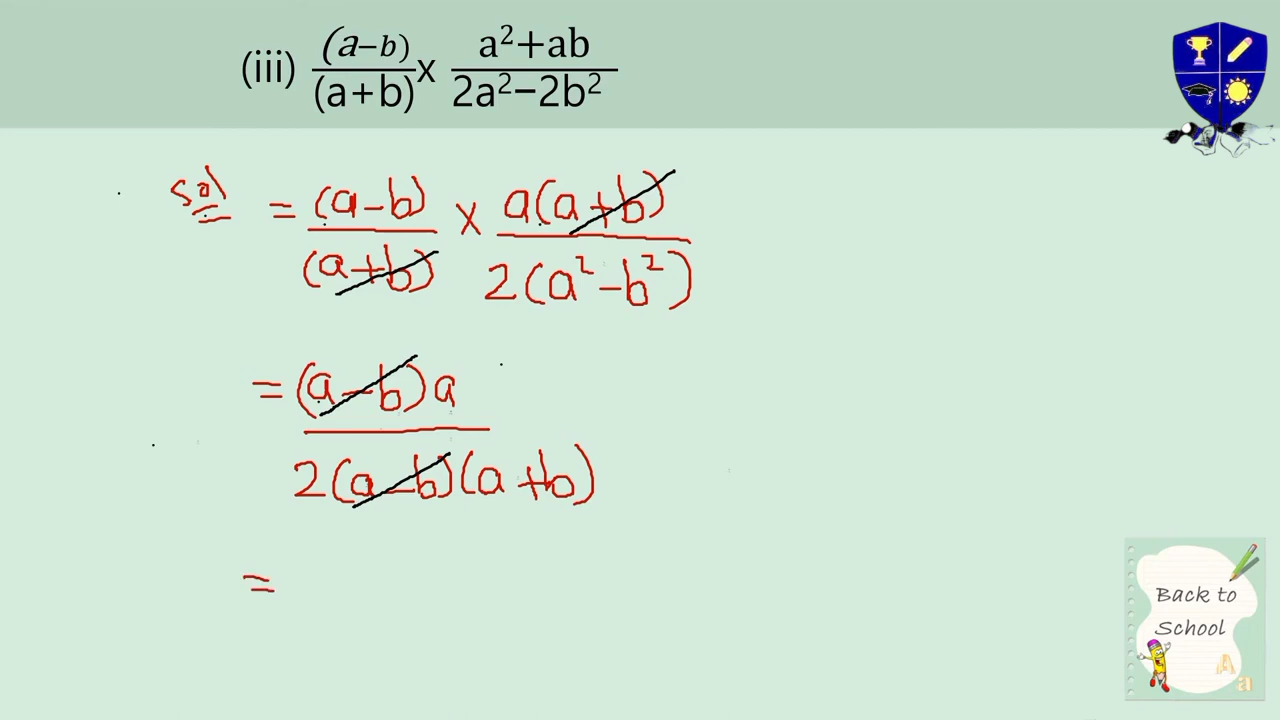 (iii) (a−b)/(a+b) x a²+ab/2a²−2b²
Sol = (a-b)/(a+b) x a(a+b)/2(a²-b²)
= (a-b)a/2(a-b)(a+b)
=
Back to
School
A
a